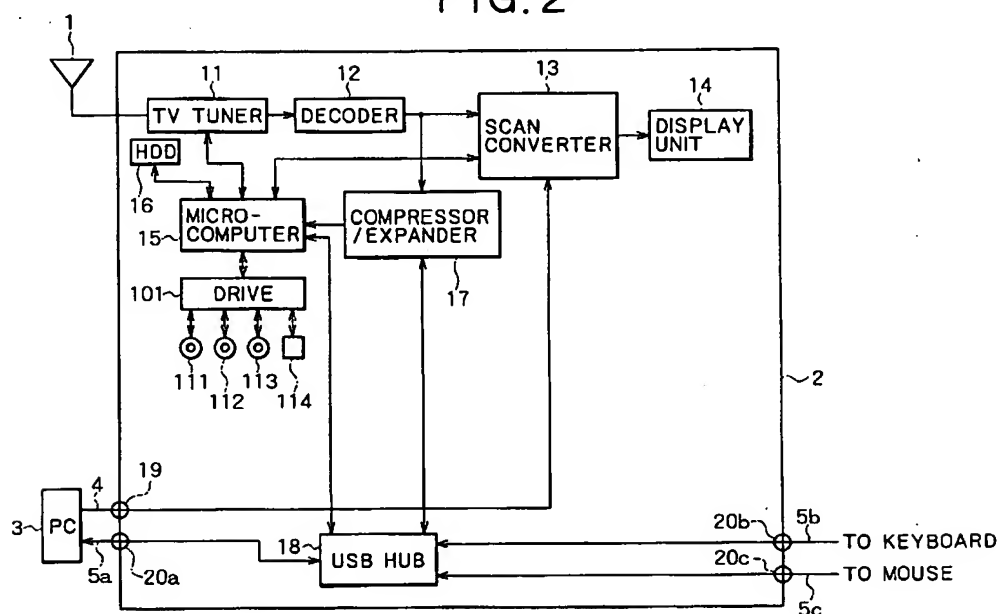 FIG. 2
1
11
12
13
14
TV TUNER
DECODER
SCAN
CONVERTER
DISPLAY
UNIT
HDD
16
MICRO-
COMPUTER
15
COMPRESSOR
/EXPANDER
17
101
DRIVE
111
112
113
114
2
3
PC
4
19
5a
20a
18
USB HUB
20b
5b
TO KEYBOARD
20c
5c
TO MOUSE